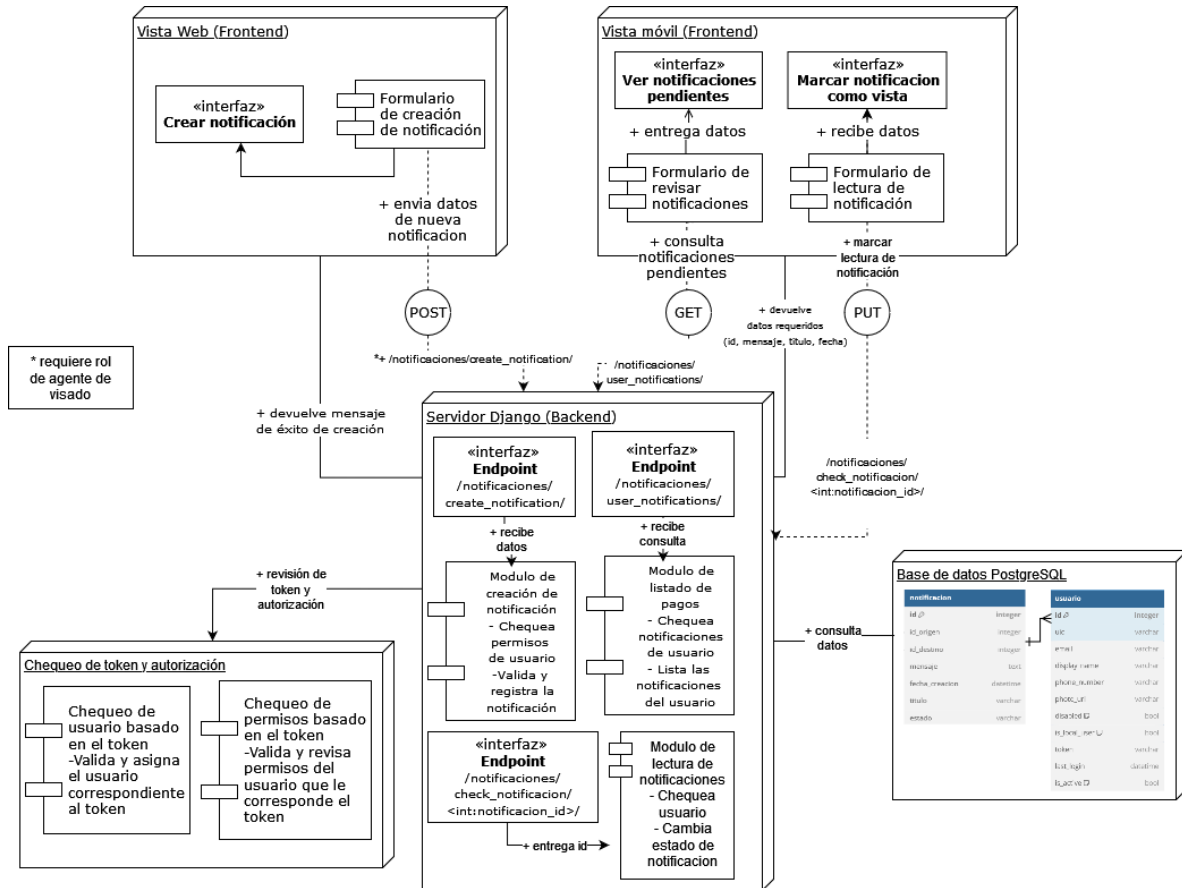 Vista Web (Frontend)
«interfaz»
Crear notificación
Formulario
de creación
de notificación
+ envia datos
de nueva
notificacion
Vista móvil (Frontend)
«interfaz»
Ver notificaciones
pendientes
«interfaz»
Marcar notificacion
como vista
+ entrega datos
+ recibe datos
Formulario de
revisar
notificaciones
Formulario de
lectura de
notificación
+ consulta
notificaciones
pendientes
+ marcar
lectura de
notificación
POST
GET
+ devuelve
datos requeridos
(id, mensaje, titulo, fecha)
PUT
* requiere rol
de agente de
visado
*+ /notificaciones/create_notification/
/notificaciones/
user_notifications/
+ devuelve mensaje
de éxito de creación
/notificaciones/
check_notificacion/
<int:notificacion_id>/
Servidor Django (Backend)
«interfaz»
Endpoint
/notificaciones/
create_notification/
«interfaz»
Endpoint
/notificaciones/
user_notifications/
+ recibe
datos
+ recibe
consulta
Modulo de
creación de
notificación
- Chequea
permisos
de usuario
-Valida y
registra la
notificación
Modulo de
listado de
pagos
- Chequea
notificaciones
de usuario
- Lista las
notificaciones
del usuario
«interfaz»
Endpoint
/notificaciones/
check_notificacion/
<int:notificacion_id>/
+ entrega id
Modulo de
lectura de
notificaciones
- Chequea
usuario
- Cambia
estado de
notificacion
+ revisión de
token y
autorización
Chequeo de token y autorización
Chequeo de
usuario basado
en el token
-Valida y asigna
el usuario
correspondiente
al token
Chequeo de
permisos basado
en el token
-Valida y revisa
permisos del
usuario que le
corresponde el
token
+ consulta
datos
Base de datos PostgreSQL
notificacion
id integer
id_origen integer
id_destino integer
mensaje text
fecha_creacion datetime
titulo varchar
estado varchar
usuario
id integer
uid varchar
email varchar
display_name varchar
phone_number varchar
photo_url varchar
disabled bool
is_local_user bool
token varchar
last_login datetime
is_active bool